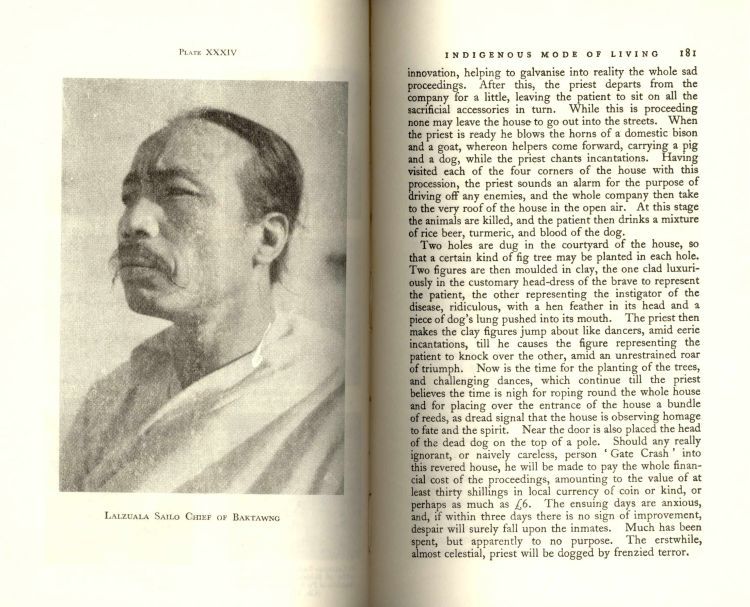 PLATE XXXIV
LALZUALA SAILO CHIEF OF BAKTAWNG
INDIGENOUS MODE OF LIVING 181
innovation, helping to galvanise into reality the whole sad
proceedings. After this, the priest departs from the
company for a little, leaving the patient to sit on all the
sacrificial accessories in turn. While this is proceeding
none may leave the house to go out into the streets. When
the priest is ready he blows the horns of a domestic bison
and a goat, whereon helpers come forward, carrying a pig
and a dog, while the priest chants incantations. Having
visited each of the four corners of the house with this
procession, the priest sounds an alarm for the purpose of
driving off any enemies, and the whole company then take
to the very roof of the house in the open air. At this stage
the animals are killed, and the patient then drinks a mixture
of rice beer, turmeric, and blood of the dog.
Two holes are dug in the courtyard of the house, so
that a certain kind of fig tree may be planted in each hole.
Two figures are then moulded in clay, the one clad luxuri-
ously in the customary head-dress of the brave to represent
the patient, the other representing the instigator of the
disease, ridiculous, with a hen feather in its head and a
piece of dog's lung pushed into its mouth. The priest then
makes the clay figures jump about like dancers, amid eerie
incantations, till he causes the figure representing the
patient to knock over the other, amid an unrestrained roar
of triumph. Now is the time for the planting of the trees,
and challenging dances, which continue till the priest
believes the time is nigh for roping round the whole house
and for placing over the entrance of the house a bundle
of reeds, as dread signal that the house is observing homage
to fate and the spirit. Near the door is also placed the head
of the dead dog on the top of a pole. Should any really
ignorant, or naively careless, person ' Gate Crash ' into
this revered house, he will be made to pay the whole finan-
cial cost of the proceedings, amounting to the value of at
least thirty shillings in local currency of coin or kind, or
perhaps as much as £6. The ensuing days are anxious,
and, if within three days there is no sign of improvement,
despair will surely fall upon the inmates. Much has been
spent, but apparently to no purpose. The erstwhile,
almost celestial, priest will be dogged by frenzied terror.